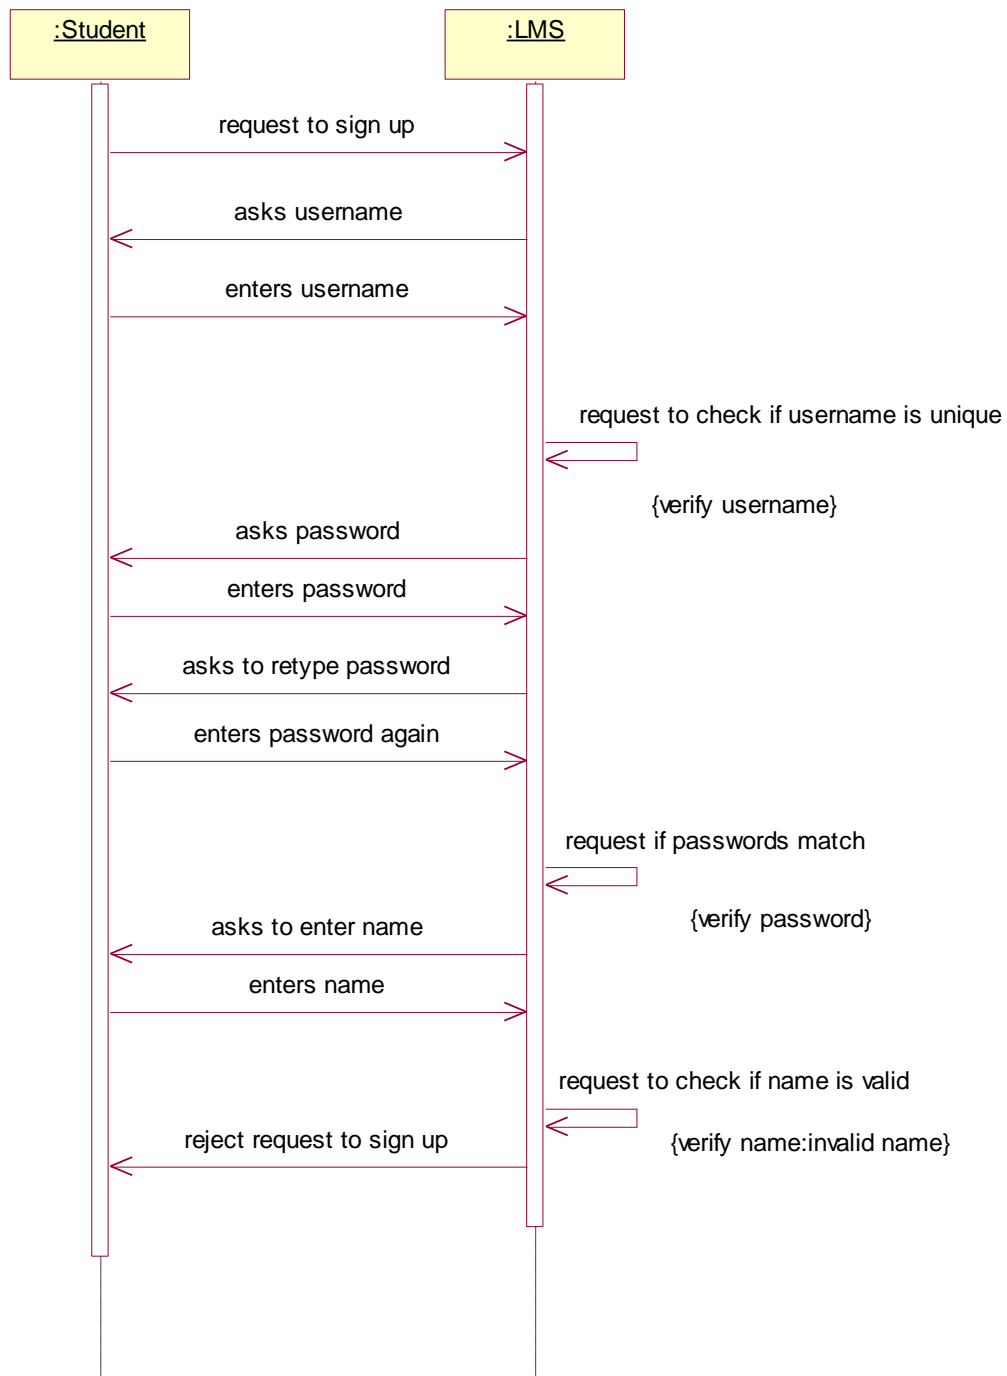 :Student
:LMS
request to sign up
asks username
enters username
request to check if username is unique
{verify username}
asks password
enters password
asks to retype password
enters password again
request if passwords match
{verify password}
asks to enter name
enters name
request to check if name is valid
{verify name:invalid name}
reject request to sign up